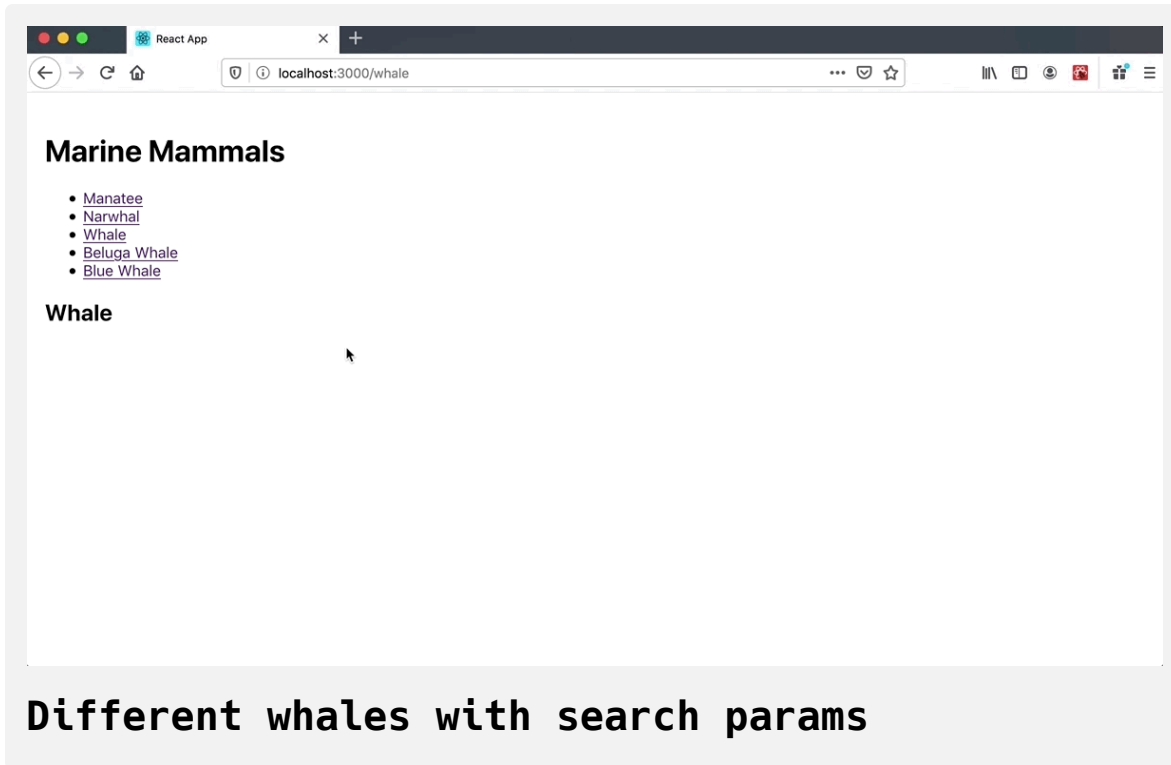 React App
localhost:3000/whale
Marine Mammals
Manatee
Narwhal
Whale
Beluga Whale
Blue Whale
Whale
Different whales with search params